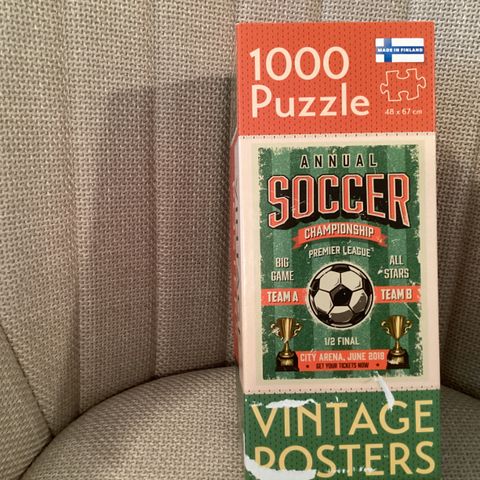 1000
Puzzle
MADE IN FINLAND
48 x 67 cm
ANNUAL
SOCCER
CHAMPIONSHIP
PREMIER LEAGUE
BIG
GAME
TEAM A
ALL
STARS
TEAM B
1/2 FINAL
CITY ARENA, JUNE 2018
GET YOUR TICKETS NOW
VINTAGE
POSTERS